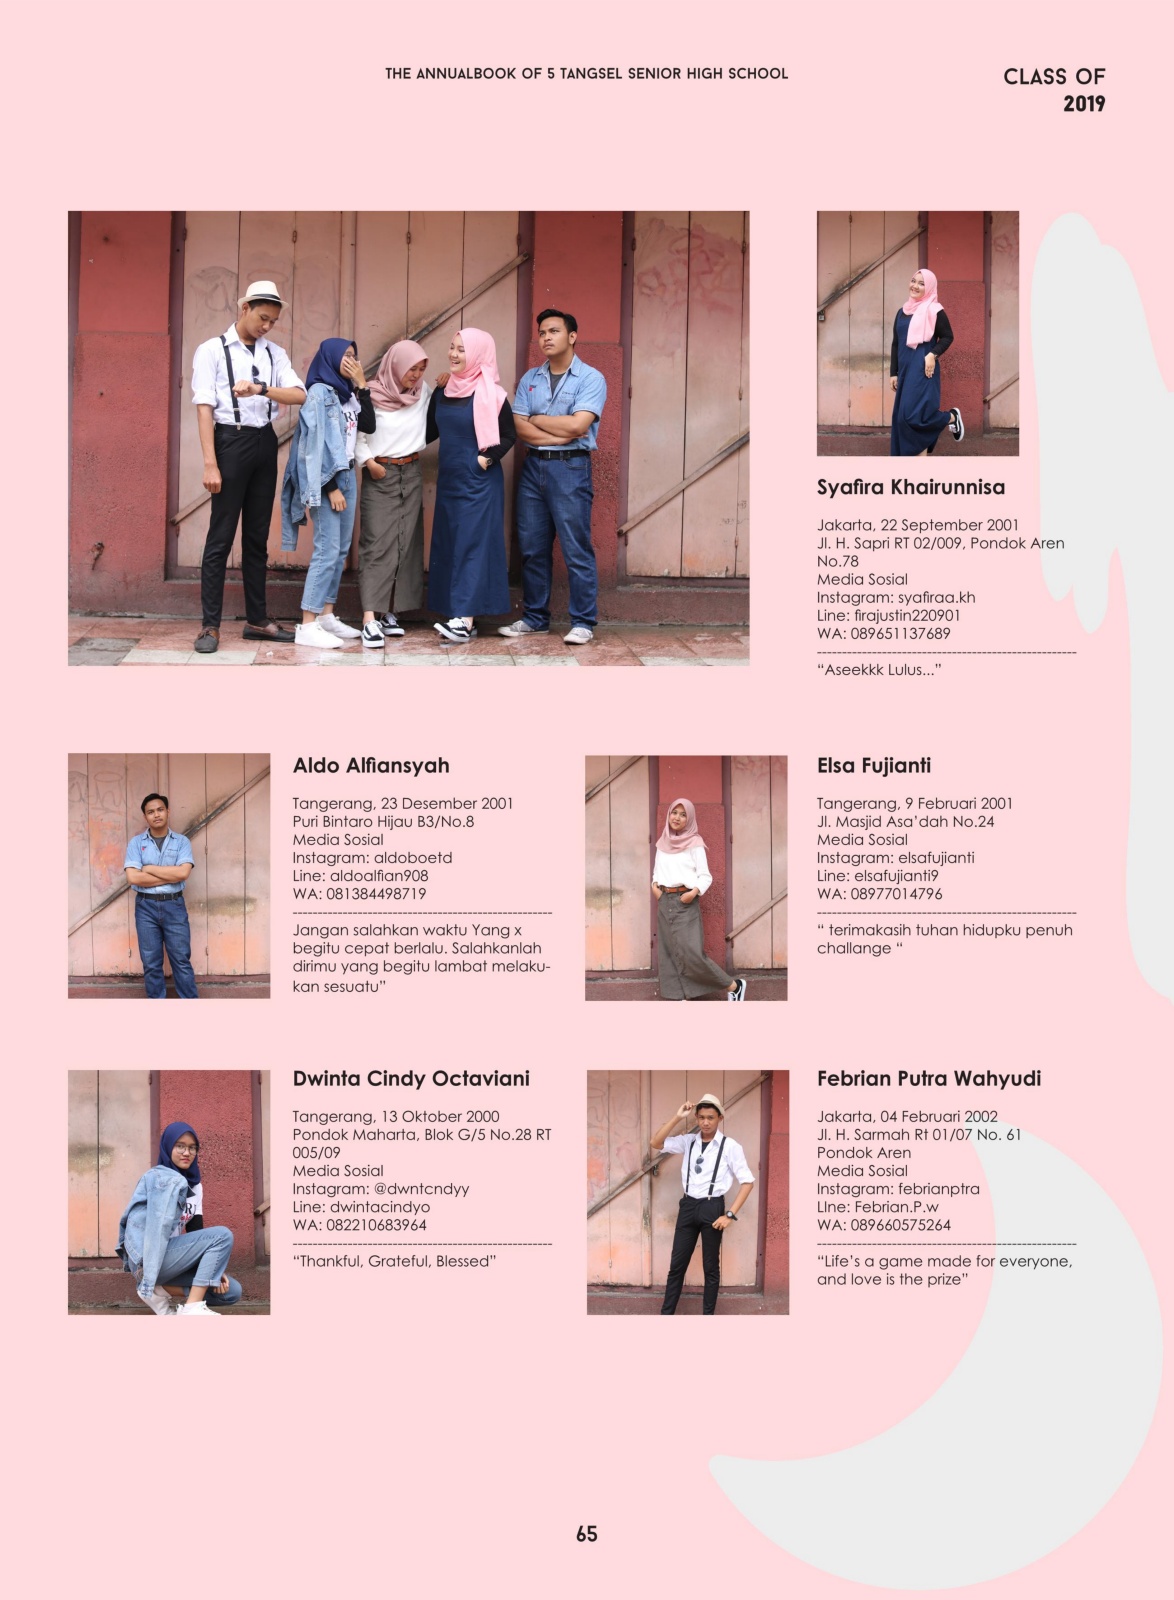 THE ANNUALBOOK OF 5 TANGSEL SENIOR HIGH SCHOOL
CLASS OF
2019
Syafira Khairunnisa
Jakarta, 22 September 2001
Jl. H. Sapri RT 02/009, Pondok Aren
No.78
Media Sosial
Instagram: syafiraa.kh
Line: firajustin220901
WA: 089651137689
“Aseekkk Lulus...”
Aldo Alfiansyah
Tangerang, 23 Desember 2001
Puri Bintaro Hijau B3/No.8
Media Sosial
Instagram: aldoboetd
Line: aldoalfian908
WA: 081384498719
Jangan salahkan waktu Yang x
begitu cepat berlalu. Salahkanlah
dirimu yang begitu lambat melaku-
kan sesuatu”
Elsa Fujianti
Tangerang, 9 Februari 2001
Jl. Masjid Asa’dah No.24
Media Sosial
Instagram: elsafujianti
Line: elsafujianti9
WA: 08977014796
“ terimakasih tuhan hidupku penuh
challange “
Dwinta Cindy Octaviani
Tangerang, 13 Oktober 2000
Pondok Maharta, Blok G/5 No.28 RT
005/09
Media Sosial
Instagram: @dwntcndyy
Line: dwintacindyo
WA: 082210683964
“Thankful, Grateful, Blessed”
Febrian Putra Wahyudi
Jakarta, 04 Februari 2002
Jl. H. Sarmah Rt 01/07 No. 61
Pondok Aren
Media Sosial
Instagram: febrianptra
LIne: Febrian.P.w
WA: 089660575264
“Life’s a game made for everyone,
and love is the prize”
65